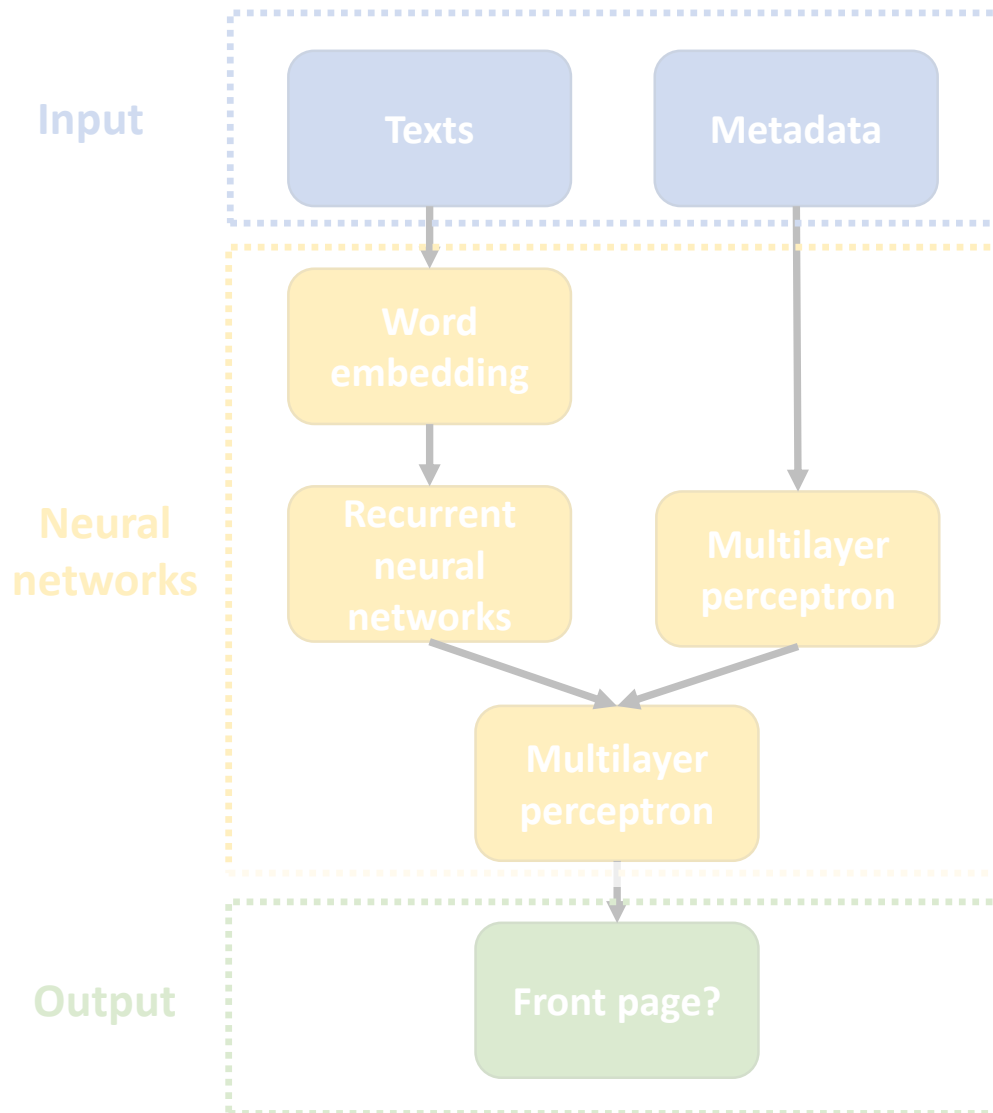 Input
Texts
Metadata
Word
embedding
Neural
networks
Recurrent
neural
networks
Multilayer
perceptron
Multilayer
perceptron
Output
Front page?